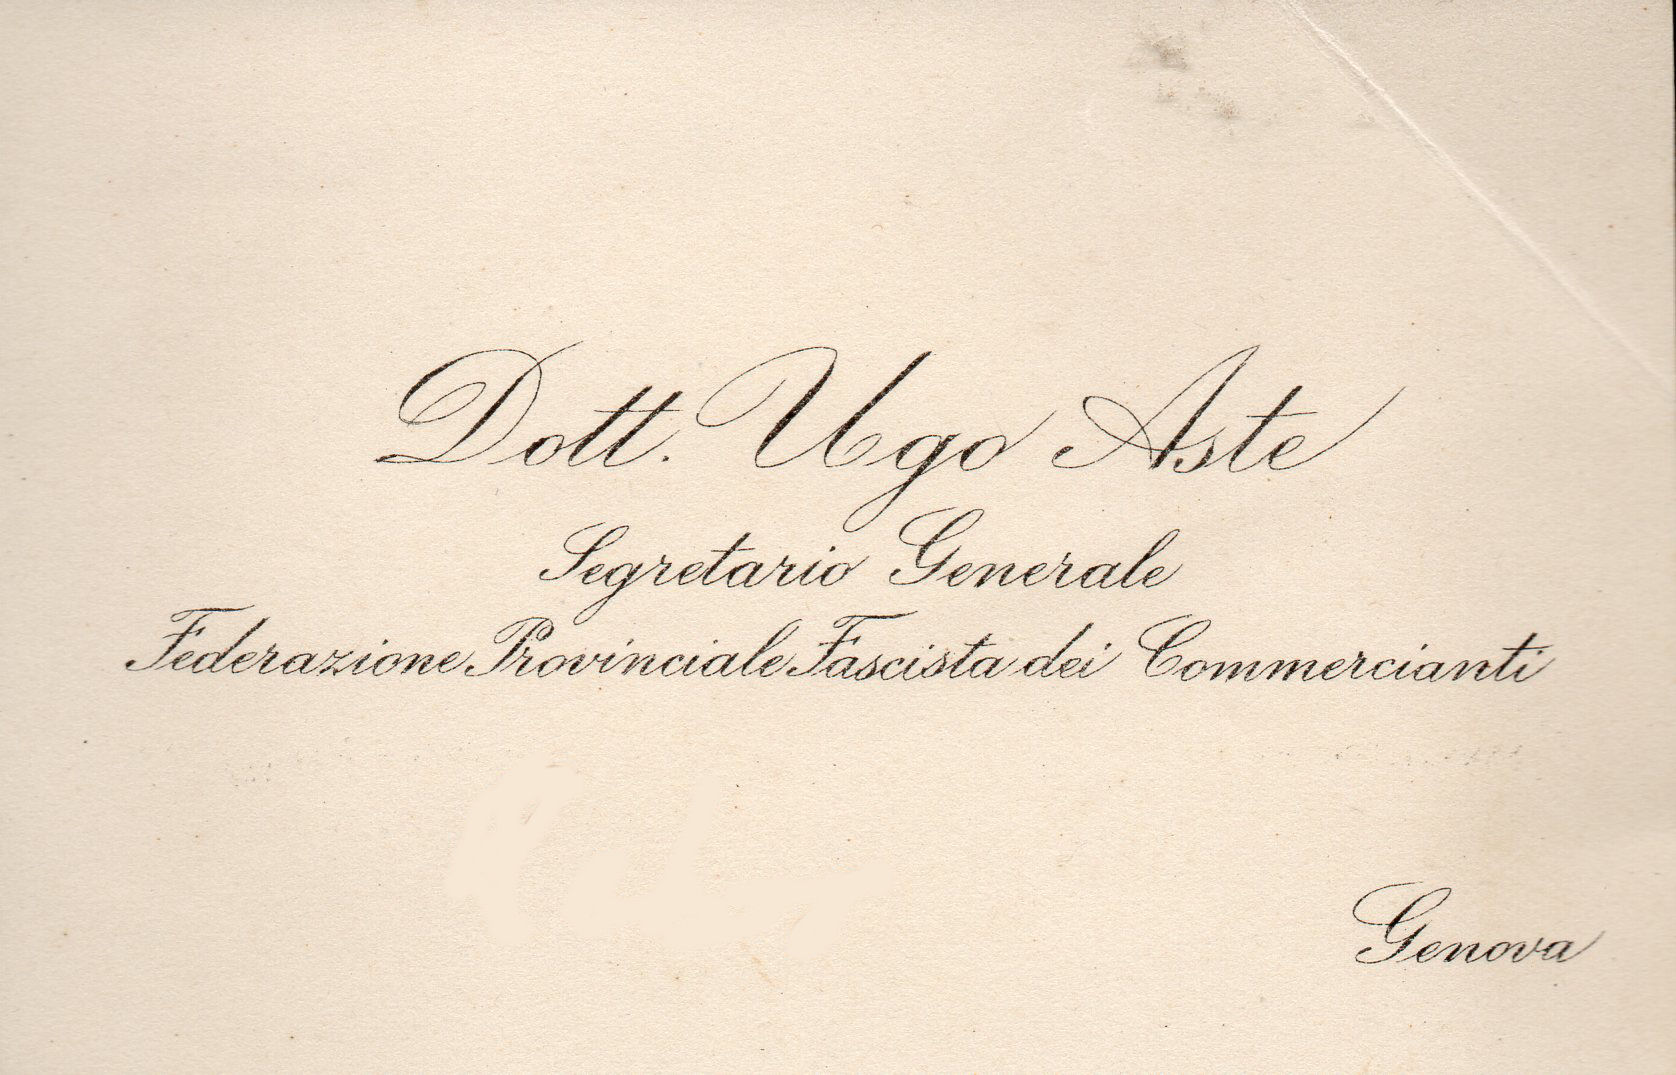 Dott. Ugo Aste
Segretario Generale
Federazione Provinciale Fascista dei Commercianti
Genova